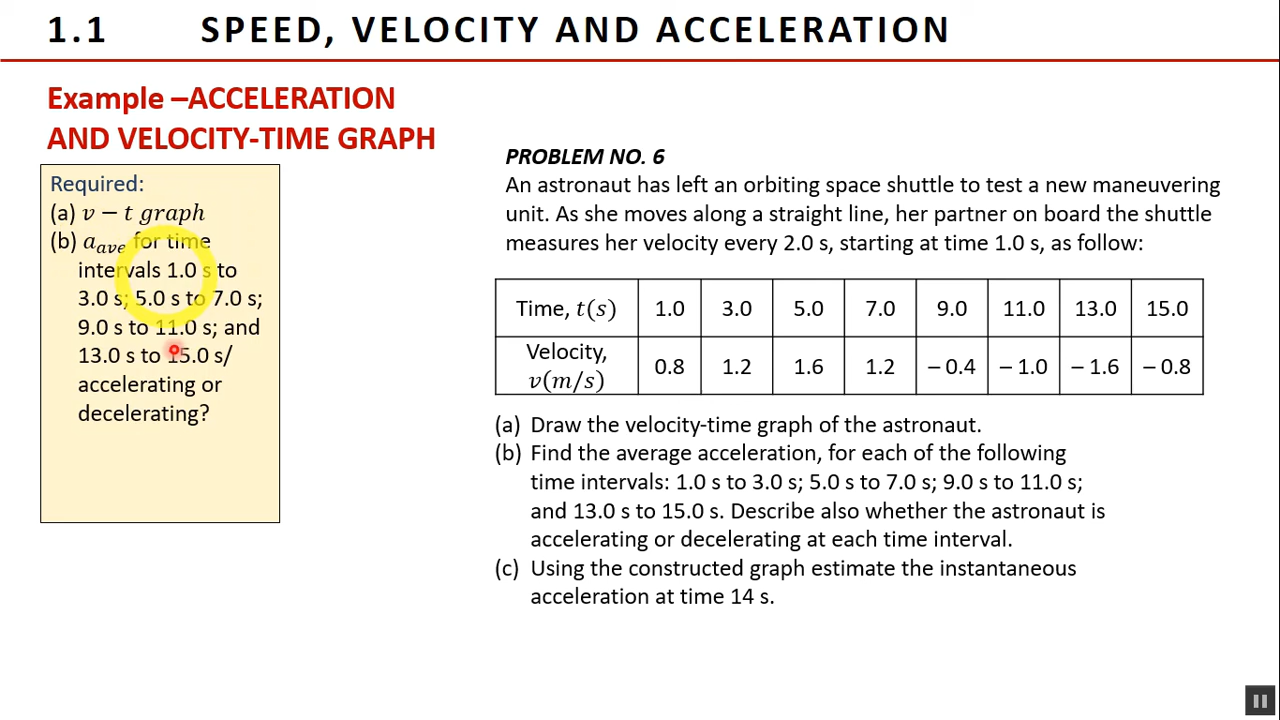 1.1 SPEED, VELOCITY AND ACCELERATION
Example –ACCELERATION
AND VELOCITY-TIME GRAPH
Required:
(a) v − t graph
(b) a_ave for time
intervals 1.0 s to
3.0 s; 5.0 s to 7.0 s;
9.0 s to 11.0 s; and
13.0 s to 15.0 s/
accelerating or
decelerating?
PROBLEM NO. 6
An astronaut has left an orbiting space shuttle to test a new maneuvering
unit. As she moves along a straight line, her partner on board the shuttle
measures her velocity every 2.0 s, starting at time 1.0 s, as follow:
Time, t(s) 1.0 3.0 5.0 7.0 9.0 11.0 13.0 15.0
Velocity,
v(m/s) 0.8 1.2 1.6 1.2 – 0.4 – 1.0 – 1.6 – 0.8
(a) Draw the velocity-time graph of the astronaut.
(b) Find the average acceleration, for each of the following
time intervals: 1.0 s to 3.0 s; 5.0 s to 7.0 s; 9.0 s to 11.0 s;
and 13.0 s to 15.0 s. Describe also whether the astronaut is
accelerating or decelerating at each time interval.
(c) Using the constructed graph estimate the instantaneous
acceleration at time 14 s.